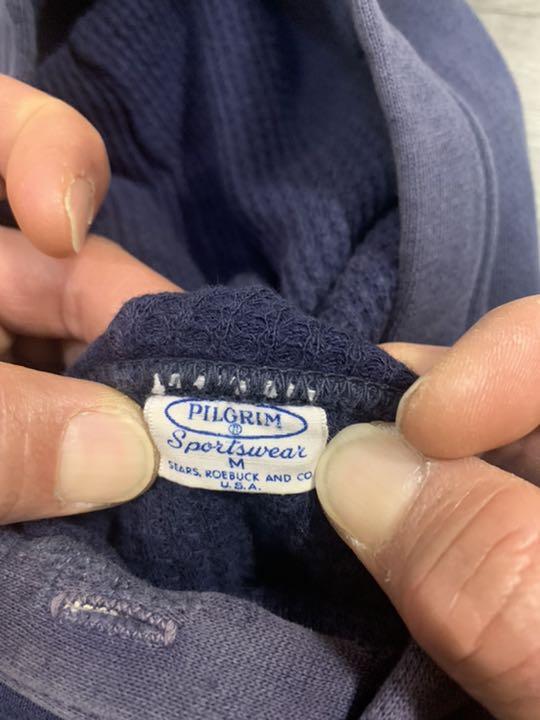 PILGRIM
®
Sportswear
M
SEARS, ROEBUCK AND CO
U.S.A.